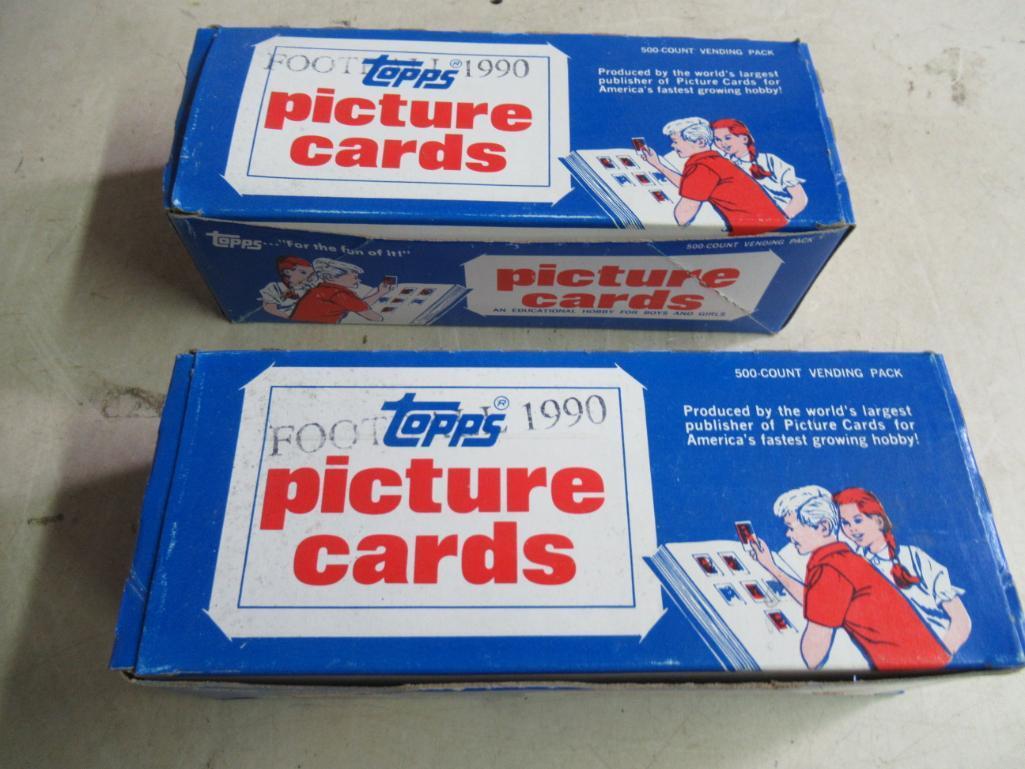 FOOTBALL 1990
Topps®
picture
cards
500-COUNT VENDING PACK
Produced by the world's largest
publisher of Picture Cards for
America's fastest growing hobby!
Topps..."For the fun of it!"
500-COUNT VENDING PACK
picture
cards
AN EDUCATIONAL HOBBY FOR BOYS AND GIRLS
FOOTBALL 1990
Topps®
picture
cards
500-COUNT VENDING PACK
Produced by the world's largest
publisher of Picture Cards for
America's fastest growing hobby!